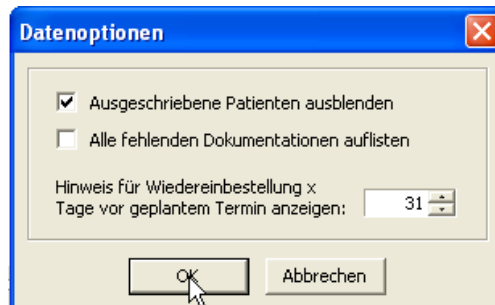 Datenoptionen
Ausgeschriebene Patienten ausblenden
Alle fehlenden Dokumentationen auflisten
Hinweis für Wiedereinbestellung x
Tage vor geplantem Termin anzeigen: 31
OK Abbrechen